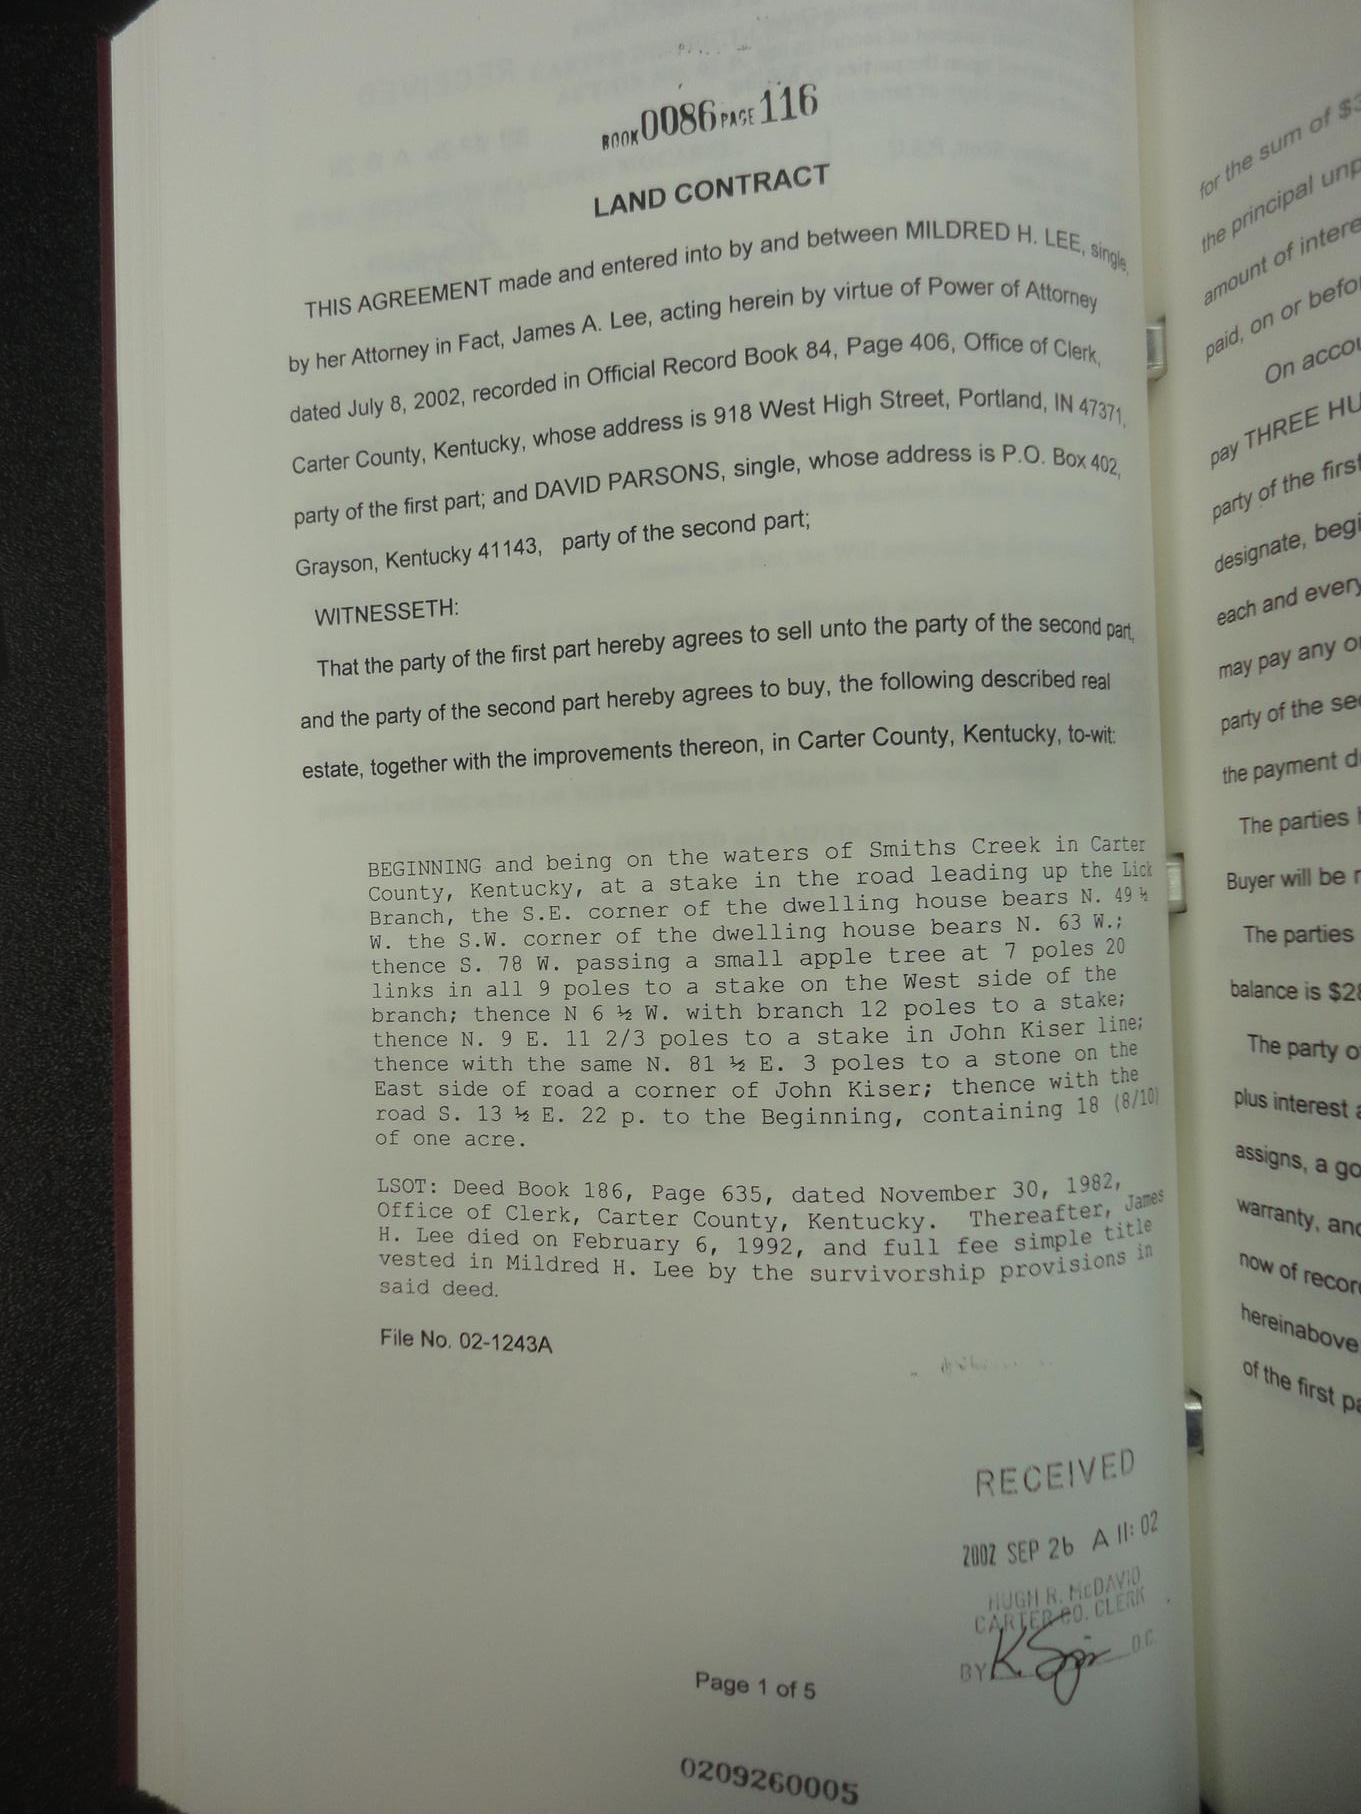 BOOK 0086 PAGE 116
LAND CONTRACT
THIS AGREEMENT made and entered into by and between MILDRED H. LEE, single,
by her Attorney in Fact, James A. Lee, acting herein by virtue of Power of Attorney
dated July 8, 2002, recorded in Official Record Book 84, Page 406, Office of Clerk,
Carter County, Kentucky, whose address is 918 West High Street, Portland, IN 47371,
party of the first part; and DAVID PARSONS, single, whose address is P.O. Box 402,
Grayson, Kentucky 41143, party of the second part;
WITNESSETH:
That the party of the first part hereby agrees to sell unto the party of the second part,
and the party of the second part hereby agrees to buy, the following described real
estate, together with the improvements thereon, in Carter County, Kentucky, to-wit:
BEGINNING and being on the waters of Smiths Creek in Carter
County, Kentucky, at a stake in the road leading up the Lick
Branch, the S.E. corner of the dwelling house bears N. 49 ½
W. the S.W. corner of the dwelling house bears N. 63 W.;
thence S. 78 W. passing a small apple tree at 7 poles 20
links in all 9 poles to a stake on the West side of the
branch; thence N 6 ½ W. with branch 12 poles to a stake;
thence N. 9 E. 11 2/3 poles to a stake in John Kiser line;
thence with the same N. 81 ½ E. 3 poles to a stone on the
East side of road a corner of John Kiser; thence with the
road S. 13 ½ E. 22 p. to the Beginning, containing 18 (8/10)
of one acre.
LSOT: Deed Book 186, Page 635, dated November 30, 1982,
Office of Clerk, Carter County, Kentucky. Thereafter, James
H. Lee died on February 6, 1992, and full fee simple title
vested in Mildred H. Lee by the survivorship provisions in
said deed.
File No. 02-1243A
RECEIVED
2002 SEP 26 A 11: 02
HUGH R. McDAVID
CARTER CO. CLERK
BY D.C.
Page 1 of 5
0209260005
for the sum of $3
the principal unp
amount of intere
paid, on or befo
On accou
pay THREE HU
party of the first
designate, begi
each and every
may pay any o
party of the se
the payment d
The parties
Buyer will be
The parties
balance is $28
The party o
plus interest a
assigns, a go
warranty, and
now of recor
hereinabove
of the first pa